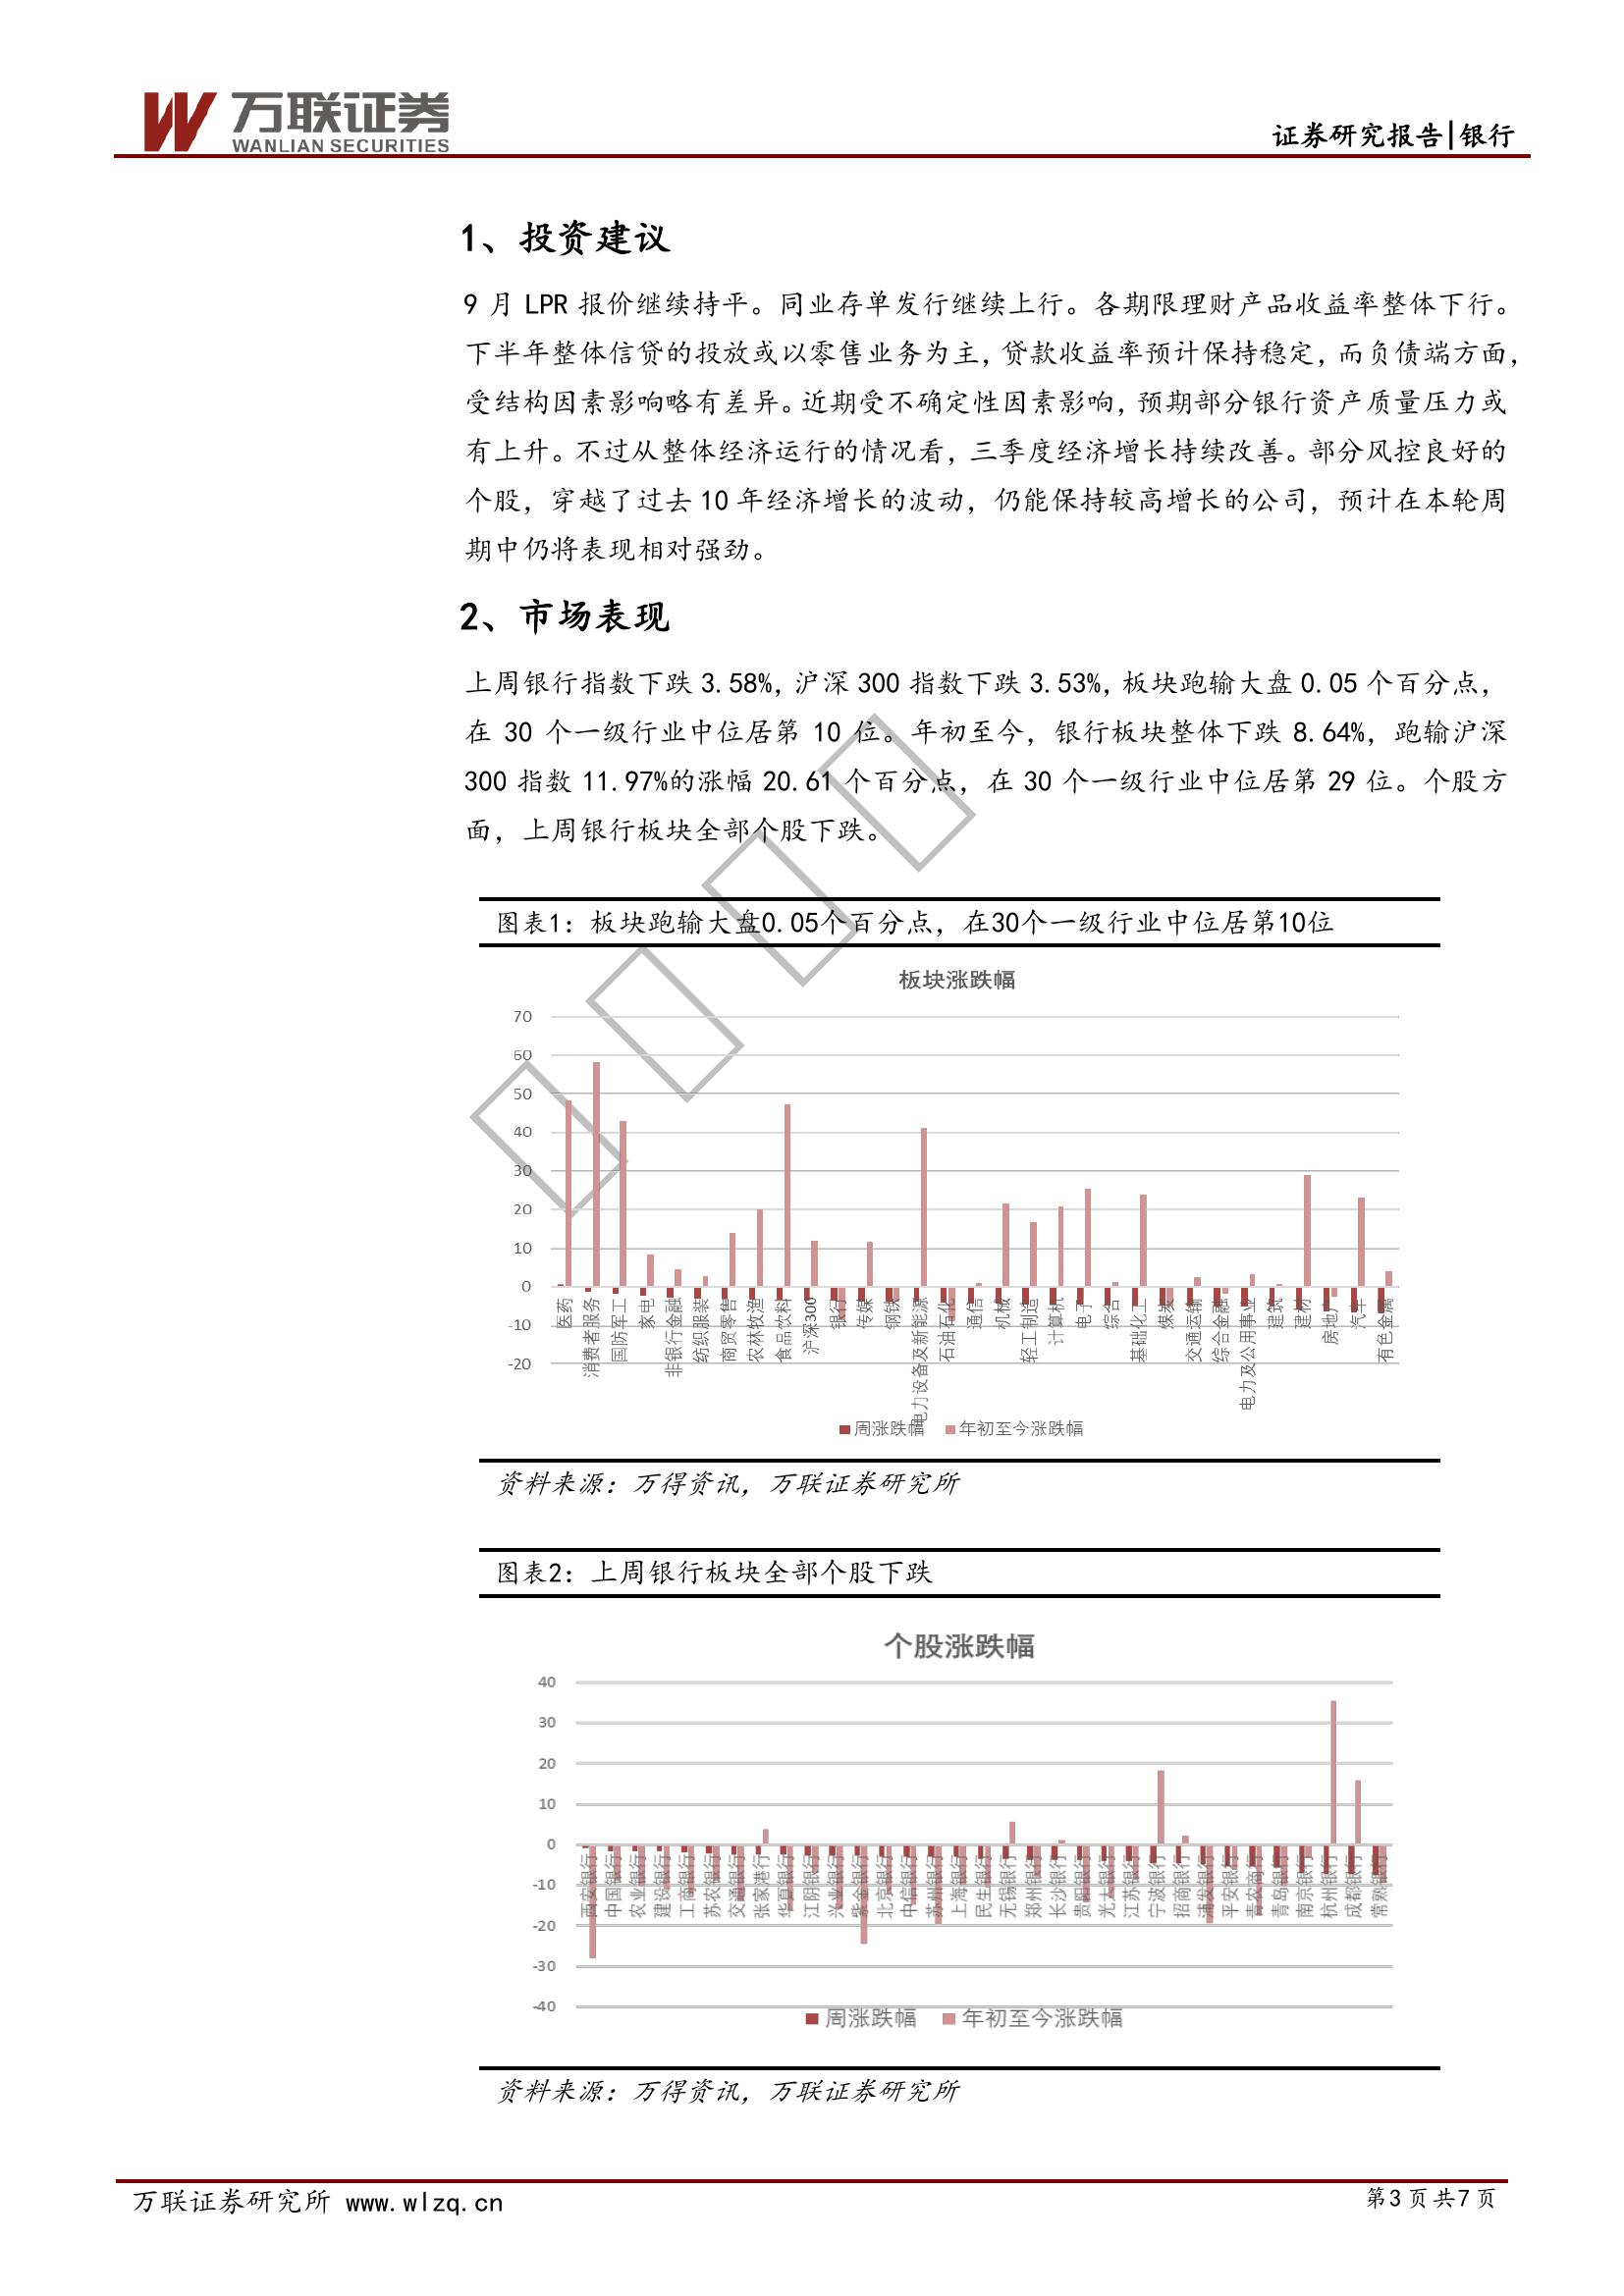 万联证券
WANLIAN SECURITIES
证券研究报告|银行
1、投资建议
9 月 LPR 报价继续持平。同业存单发行继续上行。各期限理财产品收益率整体下行。
下半年整体信贷的投放或以零售业务为主，贷款收益率预计保持稳定，而负债端方面，
受结构因素影响略有差异。近期受不确定性因素影响，预期部分银行资产质量压力或
有上升。不过从整体经济运行的情况看，三季度经济增长持续改善。部分风控良好的
个股，穿越了过去 10 年经济增长的波动，仍能保持较高增长的公司，预计在本轮周
期中仍将表现相对强劲。
2、市场表现
上周银行指数下跌 3.58%，沪深 300 指数下跌 3.53%，板块跑输大盘 0.05 个百分点，
在 30 个一级行业中位居第 10 位。年初至今，银行板块整体下跌 8.64%，跑输沪深
300 指数 11.97%的涨幅 20.61 个百分点，在 30 个一级行业中位居第 29 位。个股方
面，上周银行板块全部个股下跌。
图表1：板块跑输大盘0.05个百分点，在30个一级行业中位居第10位
板块涨跌幅
70
60
50
40
30
20
10
0
-10
-20
医药
消费者服务
国防军工
家电
非银行金融
纺织服装
商贸零售
农林牧渔
食品饮料
沪深300
银行
传媒
钢铁
电力设备及新能源
石油石化
通信
机械
轻工制造
计算机
电子
综合
基础化工
煤炭
交通运输
综合金融
电力及公用事业
建筑
建材
房地产
汽车
有色金属
周涨跌幅
年初至今涨跌幅
资料来源：万得资讯，万联证券研究所
图表2：上周银行板块全部个股下跌
个股涨跌幅
40
30
20
10
0
-10
-20
-30
-40
西安银行
中国银行
农业银行
建设银行
工商银行
苏农银行
交通银行
张家港行
华夏银行
江阴银行
兴业银行
紫金银行
北京银行
中信银行
苏州银行
上海银行
民生银行
无锡银行
郑州银行
长沙银行
贵阳银行
光大银行
江苏银行
宁波银行
招商银行
浦发银行
平安银行
青农商行
青岛银行
南京银行
杭州银行
成都银行
常熟银行
周涨跌幅
年初至今涨跌幅
资料来源：万得资讯，万联证券研究所
万联证券研究所 www.wlzq.cn
第 3 页 共 7 页